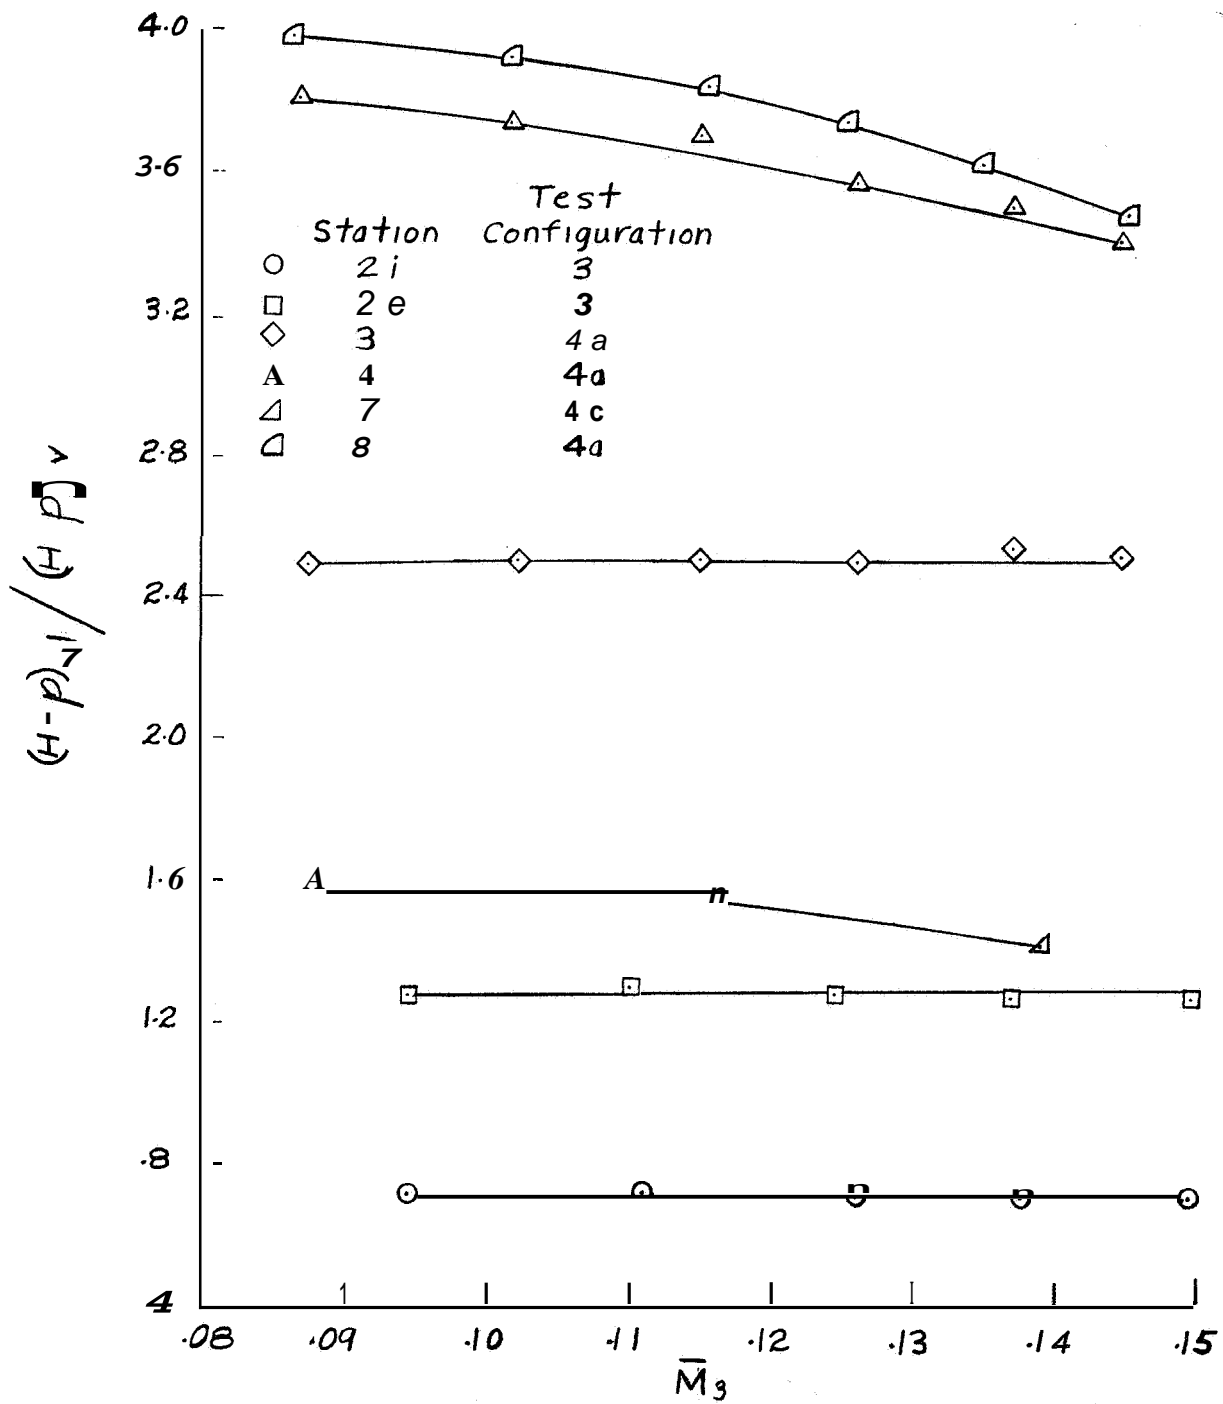 4.0
3.6
3.2
2.8
2.4
2.0
1.6
1.2
.8
4
Test
Station Configuration
2 i 3
2 e 3
3 4 a
A 4 4a
7 4 c
8 4a
A
n
n
n
.08 .09 .10 .11 .12 .13 .14 .15
M̅3